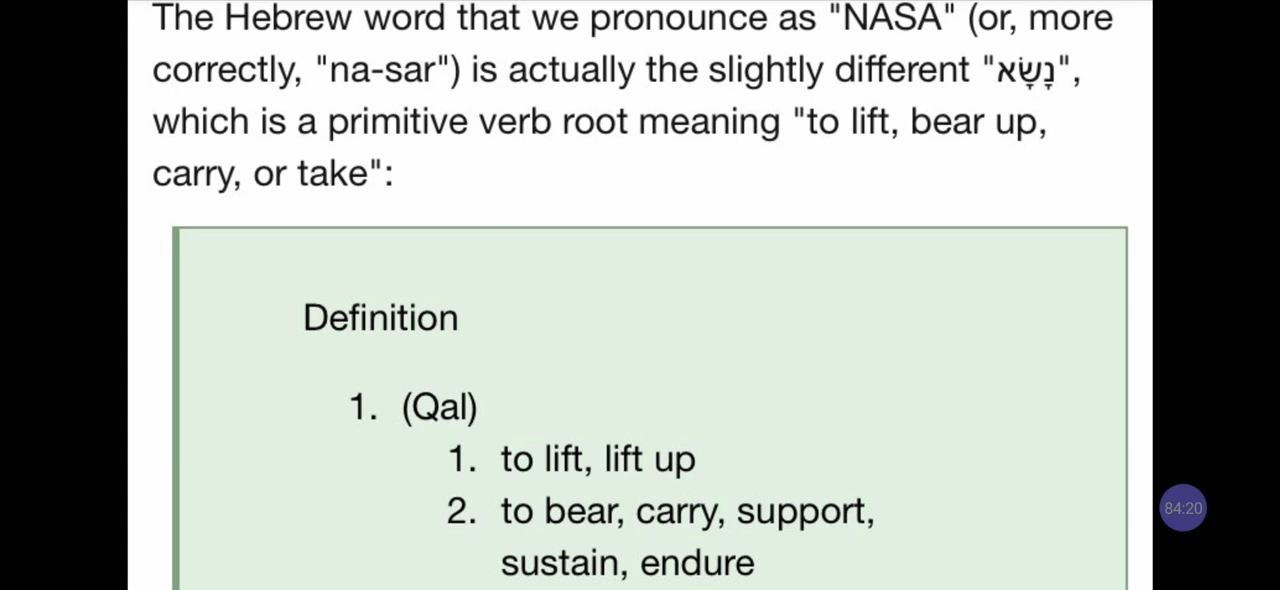 The Hebrew word that we pronounce as "NASA" (or, more
correctly, "na-sar") is actually the slightly different "נָשָׂא",
which is a primitive verb root meaning "to lift, bear up,
carry, or take":
Definition
1. (Qal)
1. to lift, lift up
2. to bear, carry, support,
sustain, endure
84:20